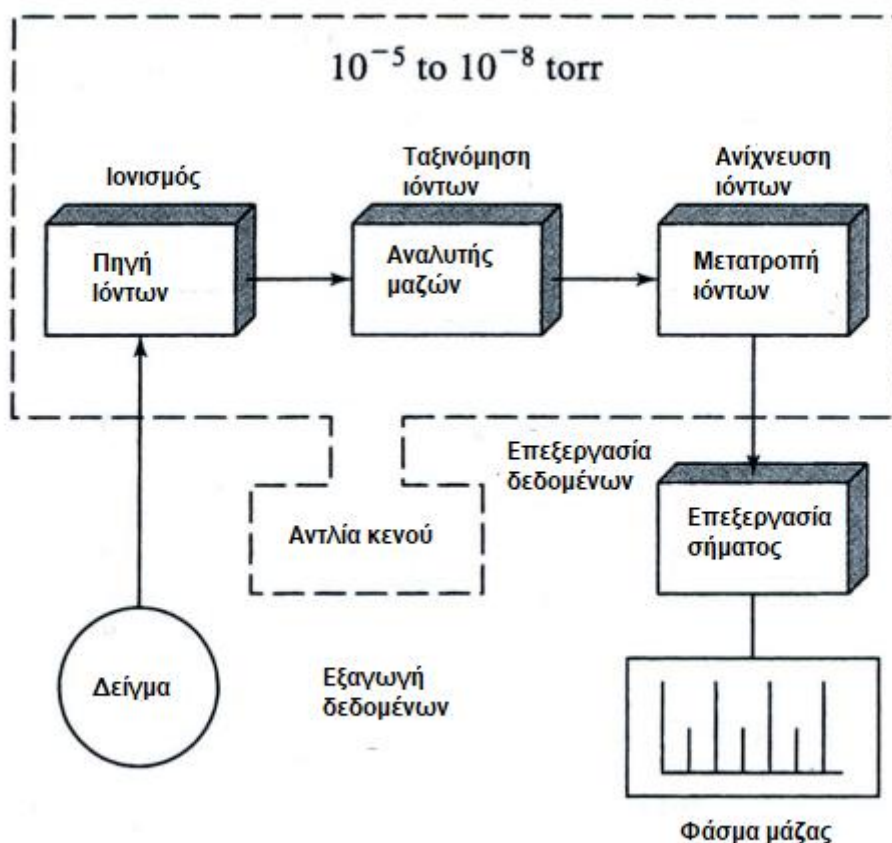 10⁻⁵ to 10⁻⁸ torr
Ιονισμός
Ταξινόμηση
ιόντων
Ανίχνευση
ιόντων
Πηγή
Ιόντων
Αναλυτής
μαζών
Μετατροπή
ιόντων
Επεξεργασία
δεδομένων
Αντλία κενού
Επεξεργασία
σήματος
Δείγμα
Εξαγωγή
δεδομένων
Φάσμα μάζας